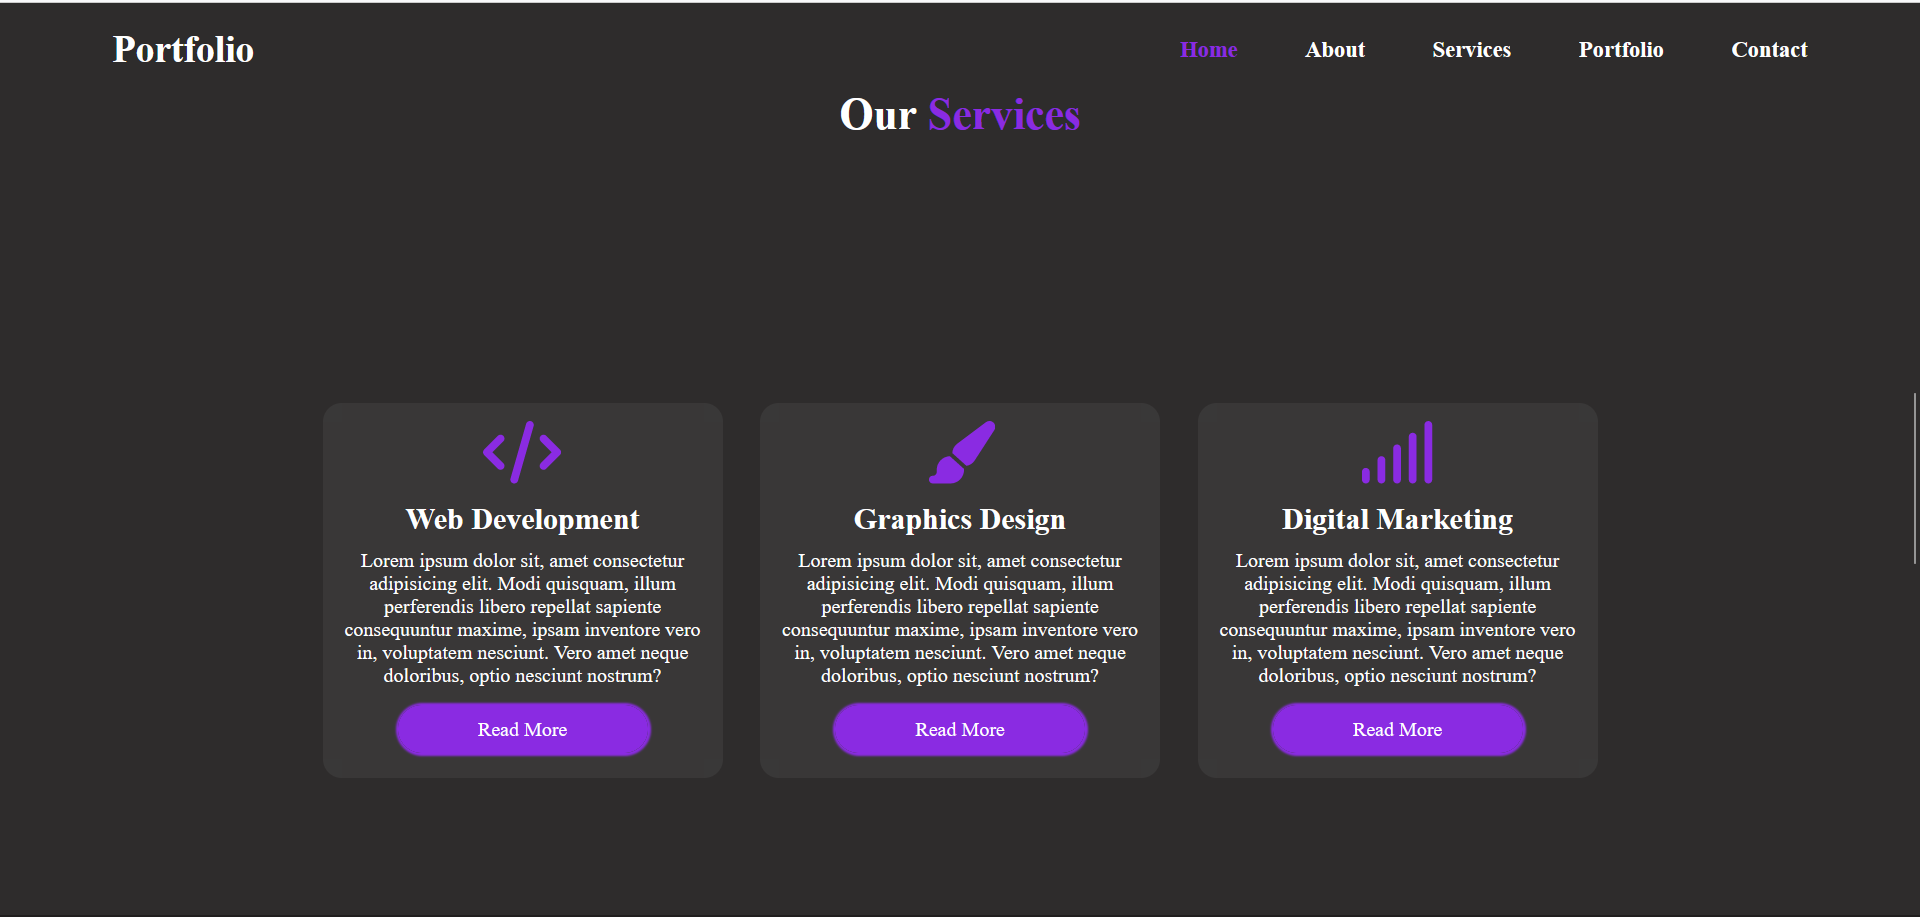 Portfolio
Home About Services Portfolio Contact
Our Services
Web Development
Lorem ipsum dolor sit, amet consectetur
adipisicing elit. Modi quisquam, illum
perferendis libero repellat sapiente
consequuntur maxime, ipsam inventore vero
in, voluptatem nesciunt. Vero amet neque
doloribus, optio nesciunt nostrum?
Read More
Graphics Design
Lorem ipsum dolor sit, amet consectetur
adipisicing elit. Modi quisquam, illum
perferendis libero repellat sapiente
consequuntur maxime, ipsam inventore vero
in, voluptatem nesciunt. Vero amet neque
doloribus, optio nesciunt nostrum?
Read More
Digital Marketing
Lorem ipsum dolor sit, amet consectetur
adipisicing elit. Modi quisquam, illum
perferendis libero repellat sapiente
consequuntur maxime, ipsam inventore vero
in, voluptatem nesciunt. Vero amet neque
doloribus, optio nesciunt nostrum?
Read More